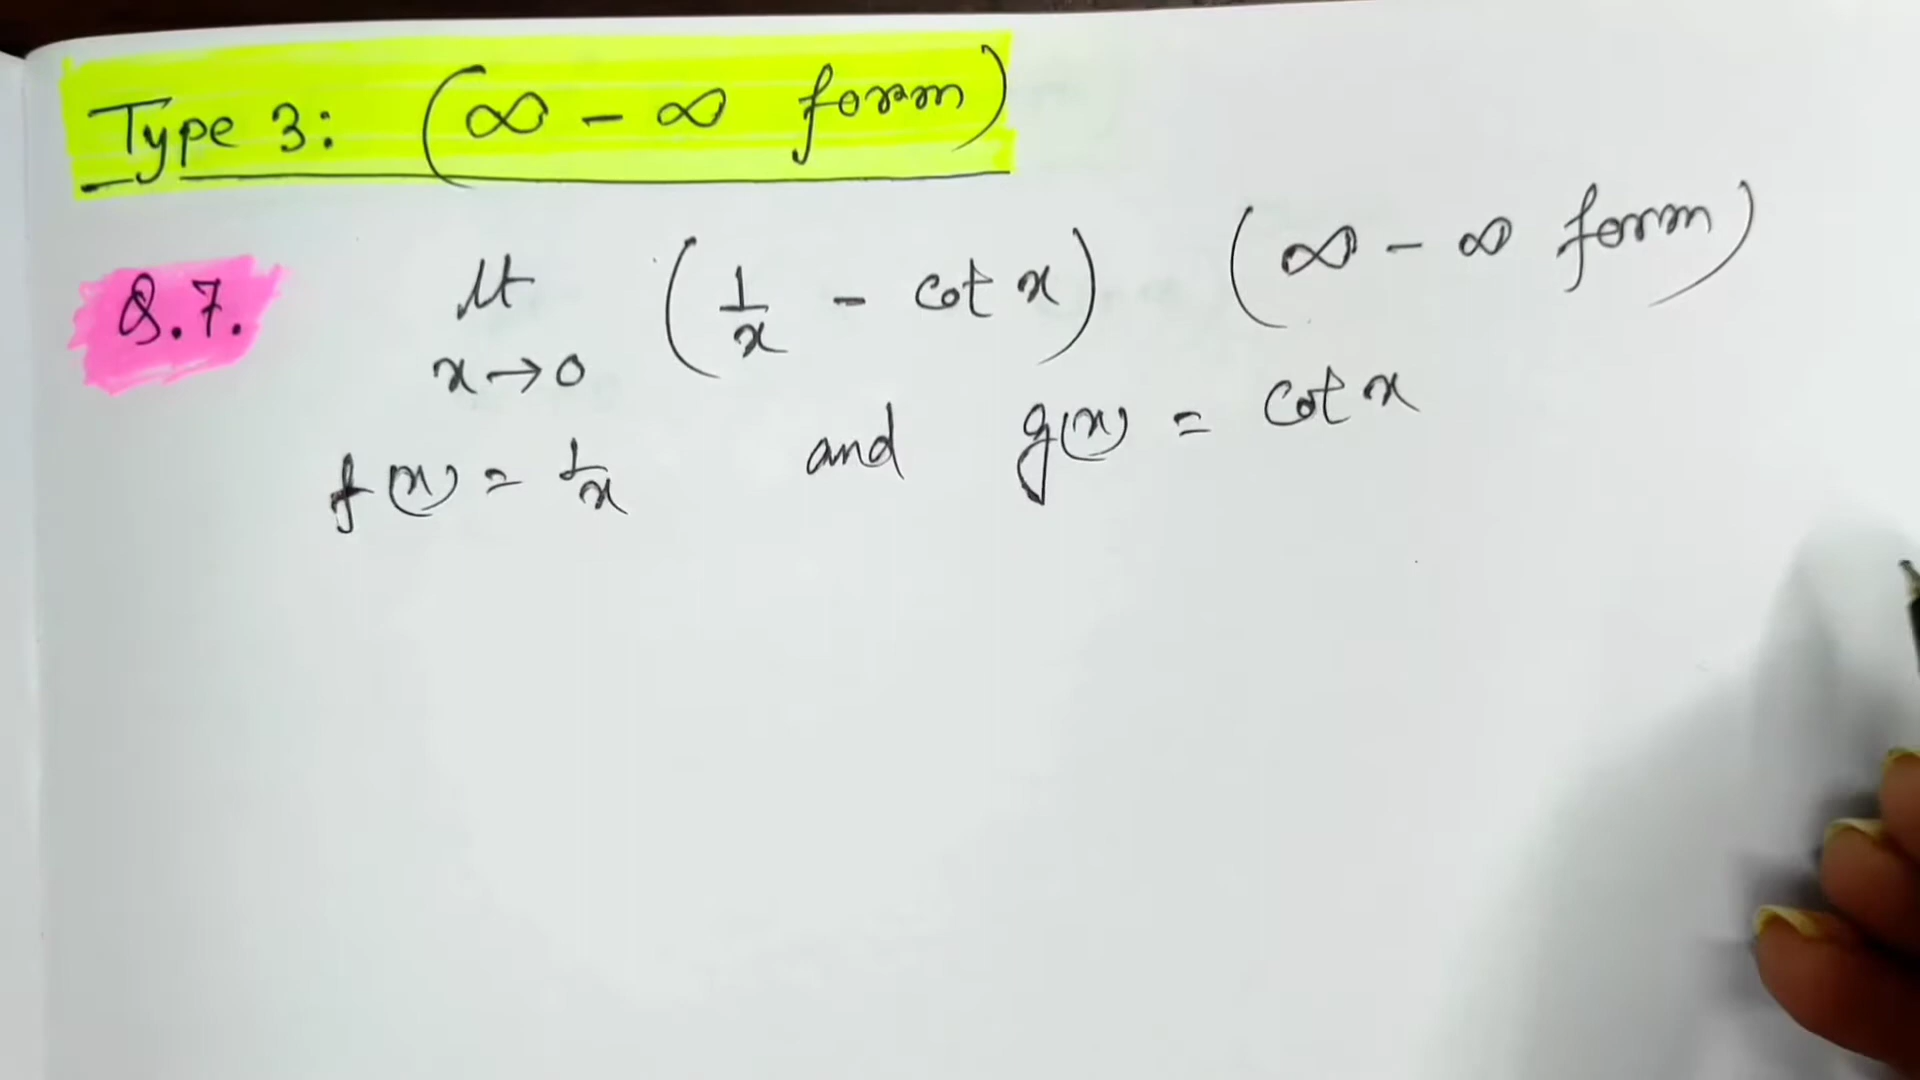 Type 3: (∞ - ∞ form)
Q.7. lt x→0 (1/x - cot x) (∞ - ∞ form)
f(x) = 1/x and g(x) = cot x